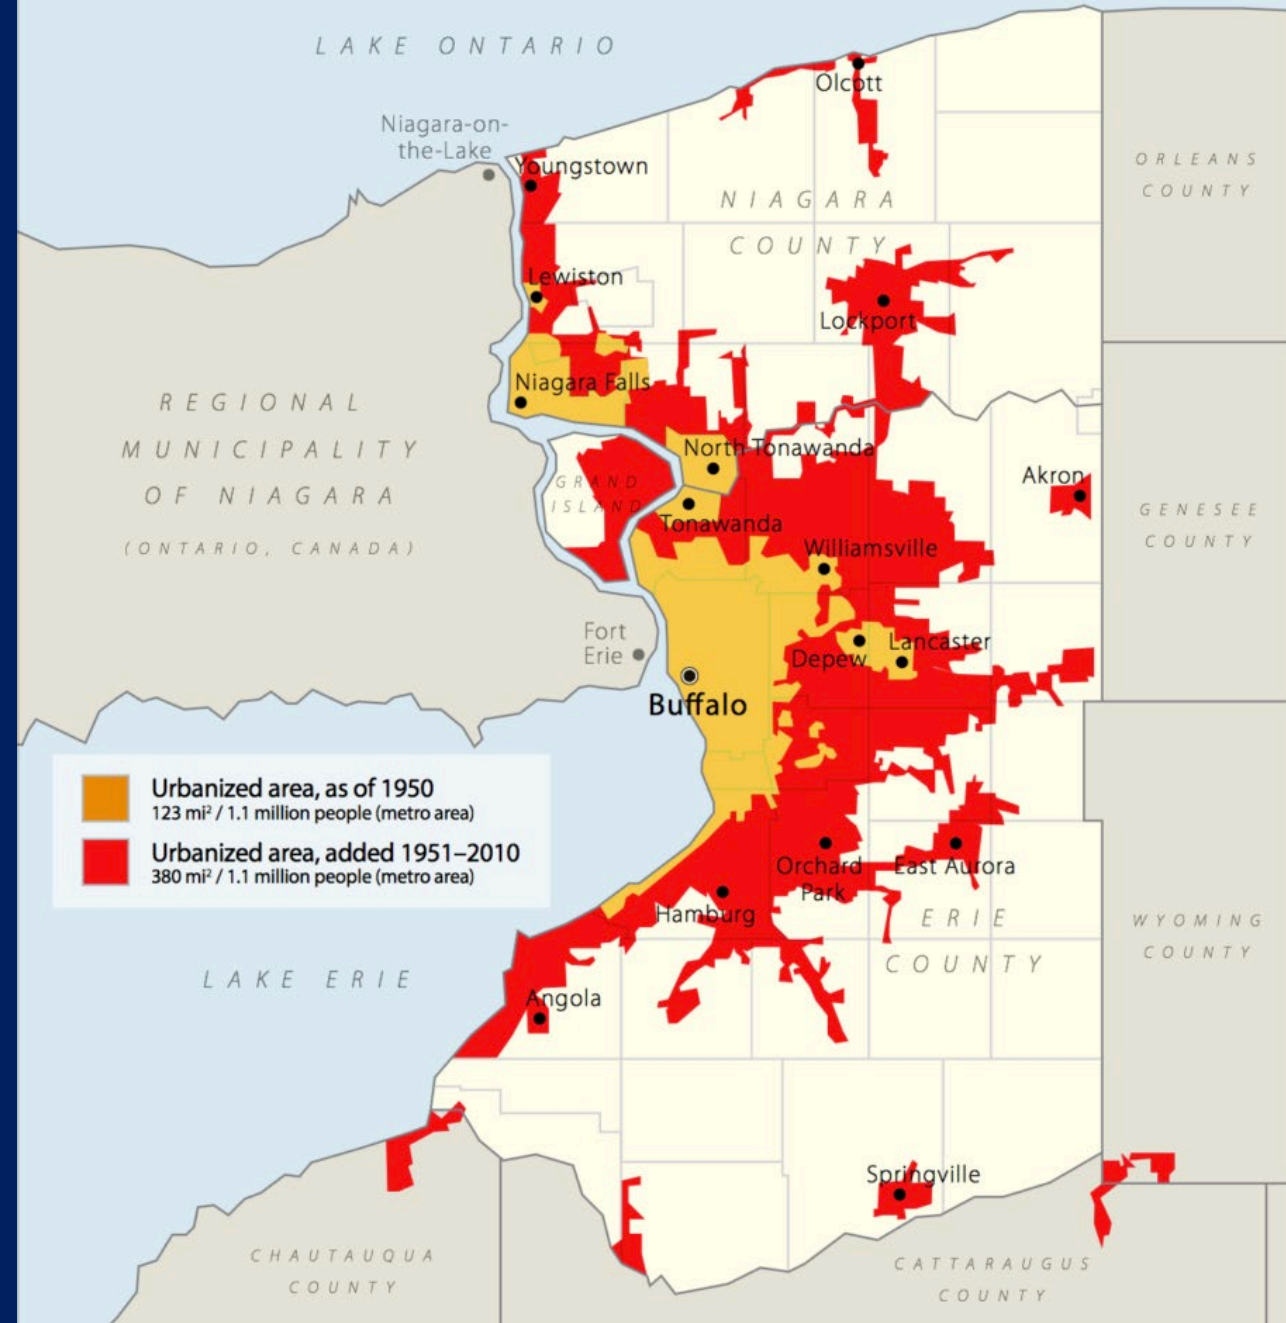 LAKE ONTARIO
Olcott
Niagara-on-
the-Lake
Youngstown
ORLEANS
COUNTY
NIAGARA
COUNTY
Lewiston
Lockport
Niagara Falls
REGIONAL
MUNICIPALITY
OF NIAGARA
(ONTARIO, CANADA)
North Tonawanda
GRAND
ISLAND
Akron
Tonawanda
GENESEE
COUNTY
Williamsville
Fort
Erie
Depew
Lancaster
Buffalo
Urbanized area, as of 1950
123 mi² / 1.1 million people (metro area)
Urbanized area, added 1951–2010
380 mi² / 1.1 million people (metro area)
Orchard
Park
East Aurora
Hamburg
ERIE
COUNTY
WYOMING
COUNTY
LAKE ERIE
Angola
Springville
CHAUTAUQUA
COUNTY
CATTARAUGUS
COUNTY